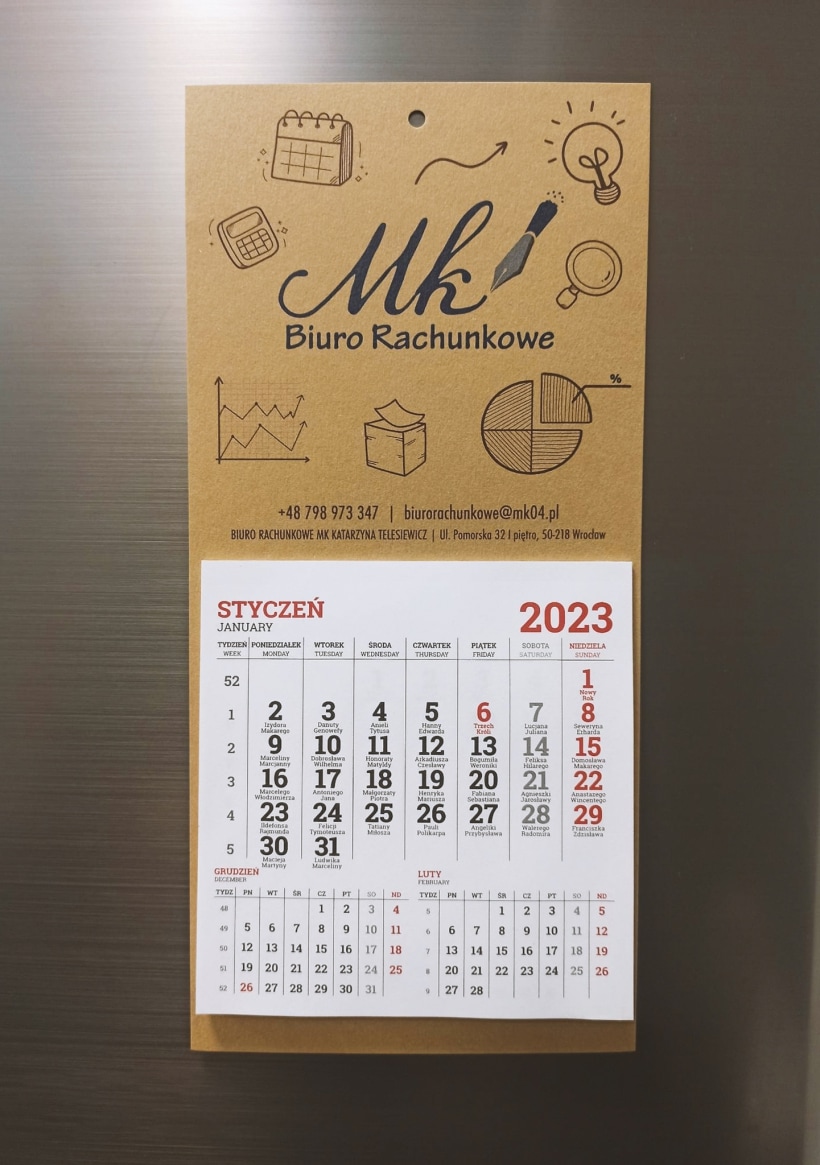 Mk
Biuro Rachunkowe
%
+48 798 973 347 | biurorachunkowe@mk04.pl
BIURO RACHUNKOWE MK KATARZYNA TELESIEWICZ | Ul. Pomorska 32 I piętro, 50-218 Wrocław
STYCZEŃ 2023
JANUARY
TYDZIEŃ PONIEDZIAŁEK WTOREK ŚRODA CZWARTEK PIĄTEK SOBOTA NIEDZIELA
WEEK MONDAY TUESDAY WEDNESDAY THURSDAY FRIDAY SATURDAY SUNDAY
52 1
Nowy
Rok
1 2 3 4 5 6 7 8
Izydora Danuty Anieli Hanny Trzech Lucjana Seweryna
Makarego Genowefy Tytusa Edwarda Króli Juliana Erharda
2 9 10 11 12 13 14 15
Marceliny Dobrosława Honoraty Arkadiusza Bogumiła Feliksa Domosława
Marcjanny Wilhelma Matyldy Czesławy Weroniki Hilarego Makarego
3 16 17 18 19 20 21 22
Marcelego Antoniego Małgorzaty Henryka Fabiana Agnieszki Anastazego
Włodzimierza Jana Piotra Mariusza Sebastiana Jarosławy Wincentego
4 23 24 25 26 27 28 29
Ildefonsa Felicji Tatiany Pauli Angeliki Walerego Franciszka
Rajmunda Tymoteusza Miłosza Polikarpa Przybysława Radomira Zdzisława
5 30 31
Macieja Ludwika
Martyny Marceliny
GRUDZIEŃ
DECEMBER
TYDZ PN WT ŚR CZ PT SO ND
48 1 2 3 4
49 5 6 7 8 9 10 11
50 12 13 14 15 16 17 18
51 19 20 21 22 23 24 25
52 26 27 28 29 30 31
LUTY
FEBRUARY
TYDZ PN WT ŚR CZ PT SO ND
5 1 2 3 4 5
6 6 7 8 9 10 11 12
7 13 14 15 16 17 18 19
8 20 21 22 23 24 25 26
9 27 28